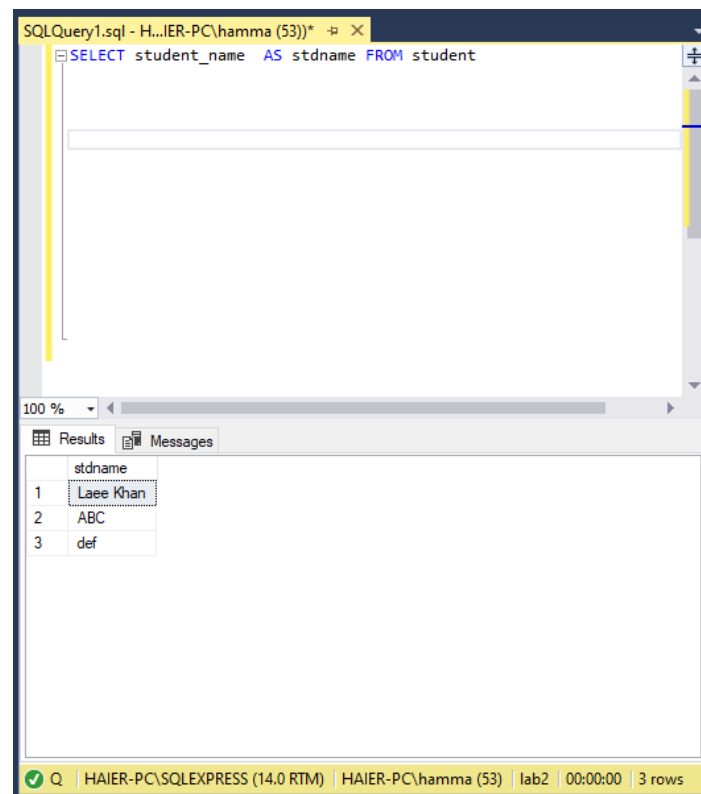 SQLQuery1.sql - H...IER-PC\hamma (53))*
SELECT student_name  AS stdname FROM student
100 %
Results Messages
stdname
1 Laee Khan
2 ABC
3 def
Q HAIER-PC\SQLEXPRESS (14.0 RTM) HAIER-PC\hamma (53) lab2 00:00:00 3 rows